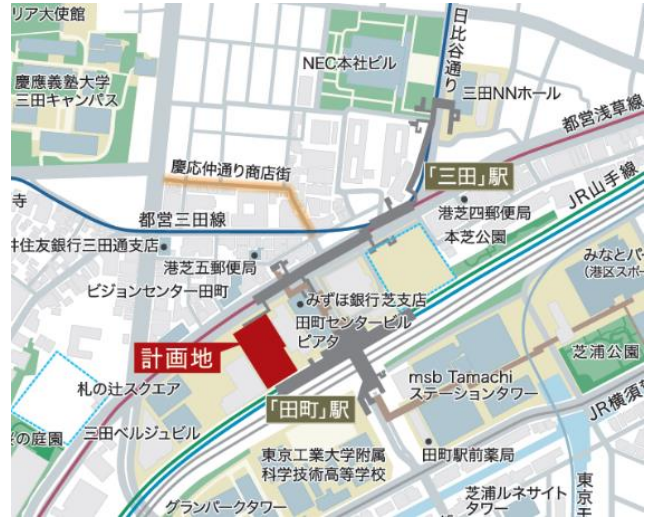 リア大使館
慶應義塾大学
三田キャンパス
NEC本社ビル
日比谷通り
三田NNホール
都営浅草線
慶応仲通り商店街
「三田」駅
JR山手線
寺
都営三田線
港芝四郵便局
井住友銀行三田通支店
港芝五郵便局
本芝公園
みなとパー
(港区スポー
ビジョンセンター田町
みずほ銀行芝支店
田町センタービル
ピアタ
計画地
芝浦公園
札の辻スクエア
msb Tamachi
ステーションタワー
「田町」駅
JR横須賀
の庭園
三田ベルジュビル
東京工業大学附属
科学技術高等学校
田町駅前薬局
グランパークタワー
芝浦ルネサイト
タワー
東京モ